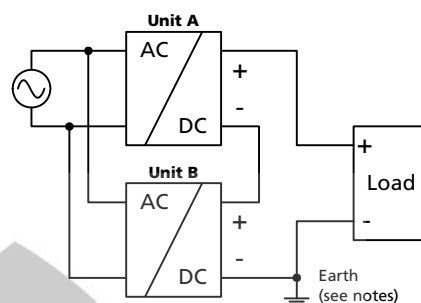 Unit A
AC
+
-
DC
Unit B
AC
+
-
DC
+
Load
-
Earth
(see notes)